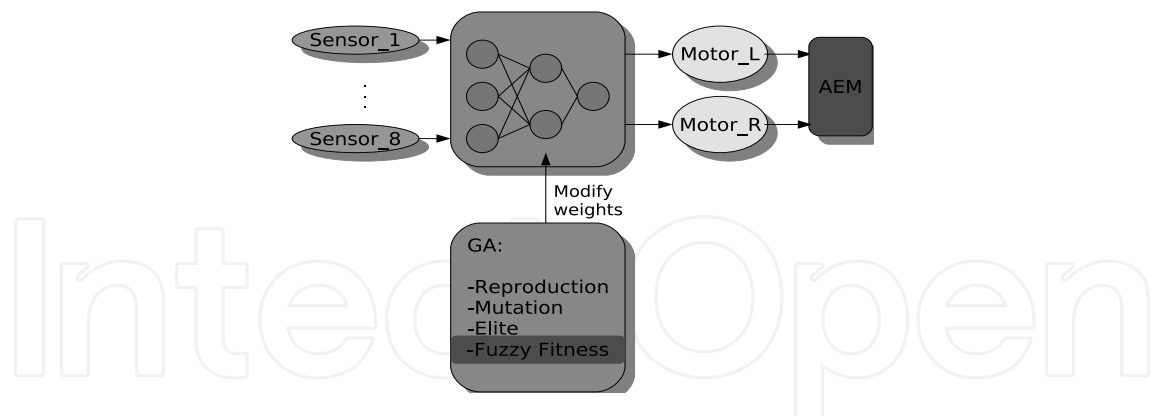 Sensor_1
Sensor_8
Motor_L
Motor_R
AEM
Modify
weights
GA:
-Reproduction
-Mutation
-Elite
-Fuzzy Fitness
IntechOpen